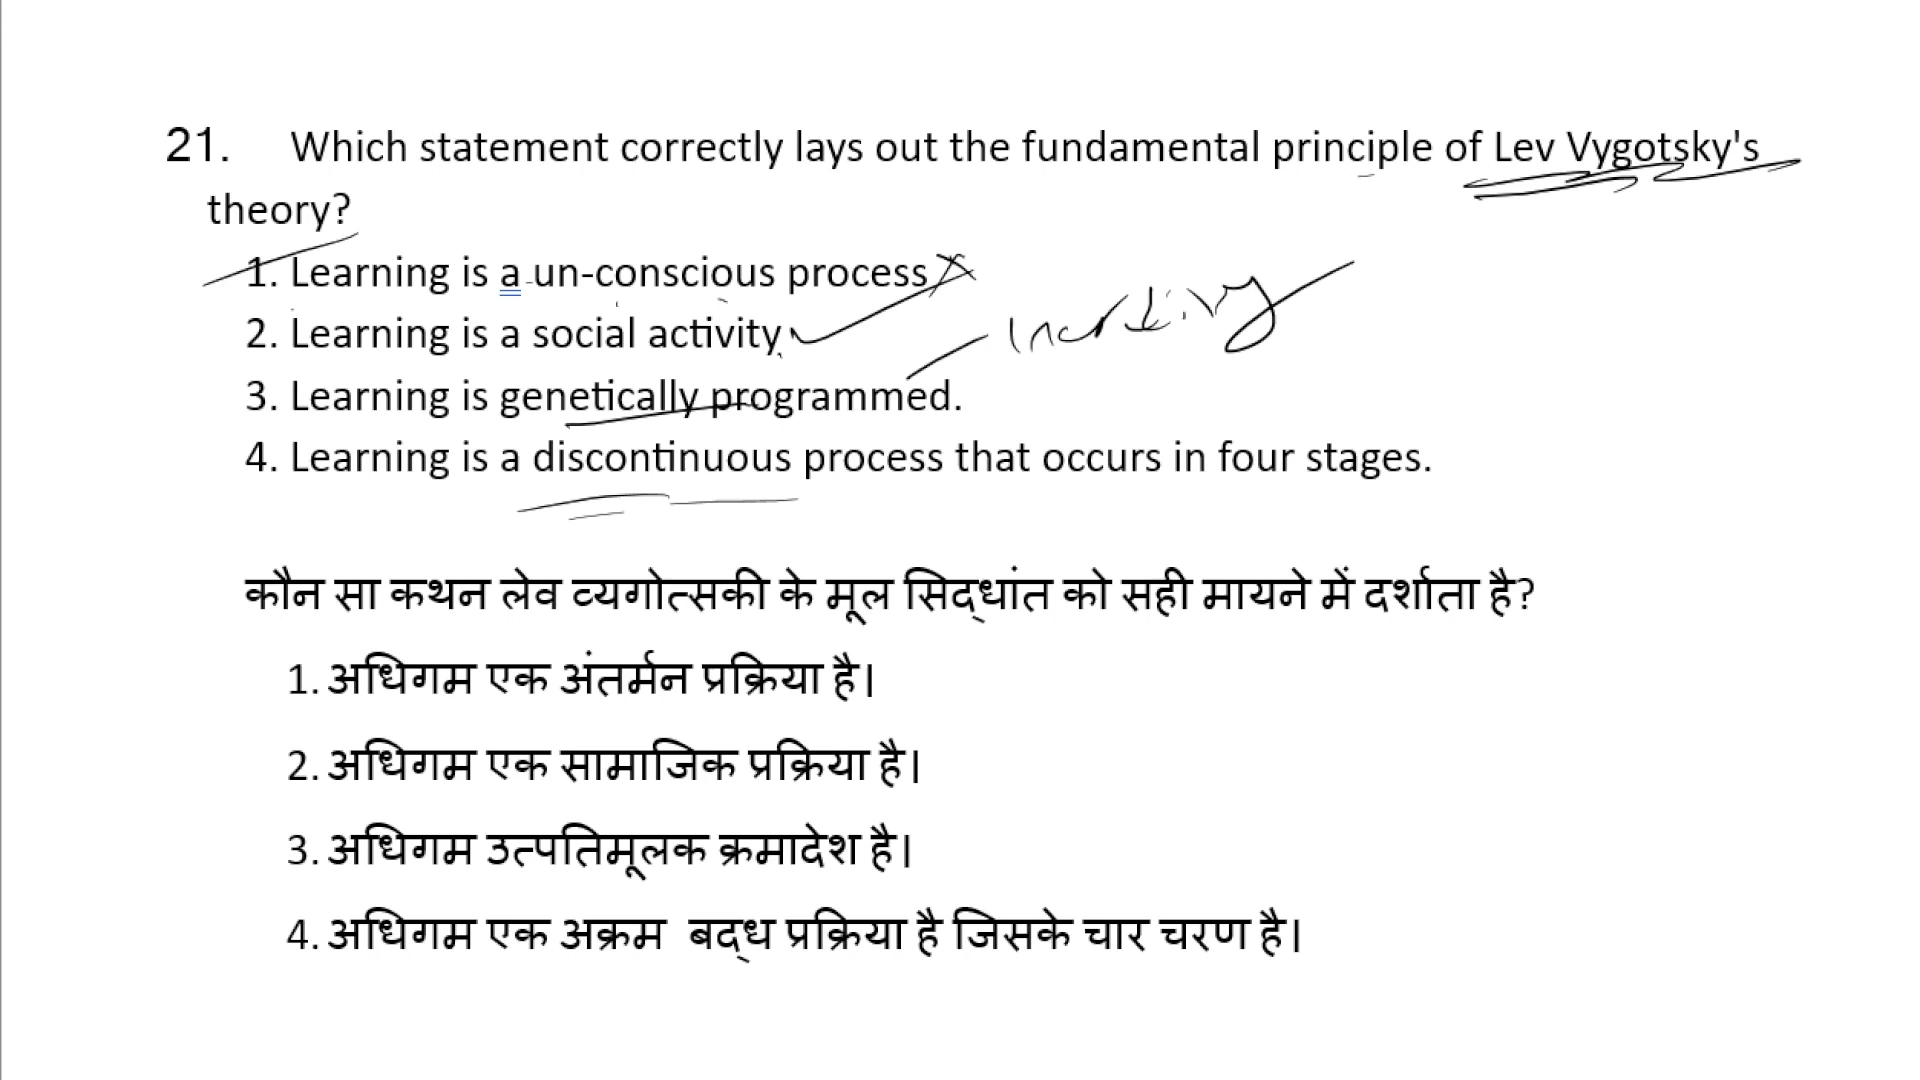 21. Which statement correctly lays out the fundamental principle of Lev Vygotsky's
theory?
1. Learning is a un-conscious process
2. Learning is a social activity
3. Learning is genetically programmed.
4. Learning is a discontinuous process that occurs in four stages.
कौन सा कथन लेव व्यगोत्सकी के मूल सिद्धांत को सही मायने में दर्शाता है?
1. अधिगम एक अंतर्मन प्रक्रिया है।
2. अधिगम एक सामाजिक प्रक्रिया है।
3. अधिगम उत्पतिमूलक क्रमादेश है।
4. अधिगम एक अक्रम बद्ध प्रक्रिया है जिसके चार चरण है।